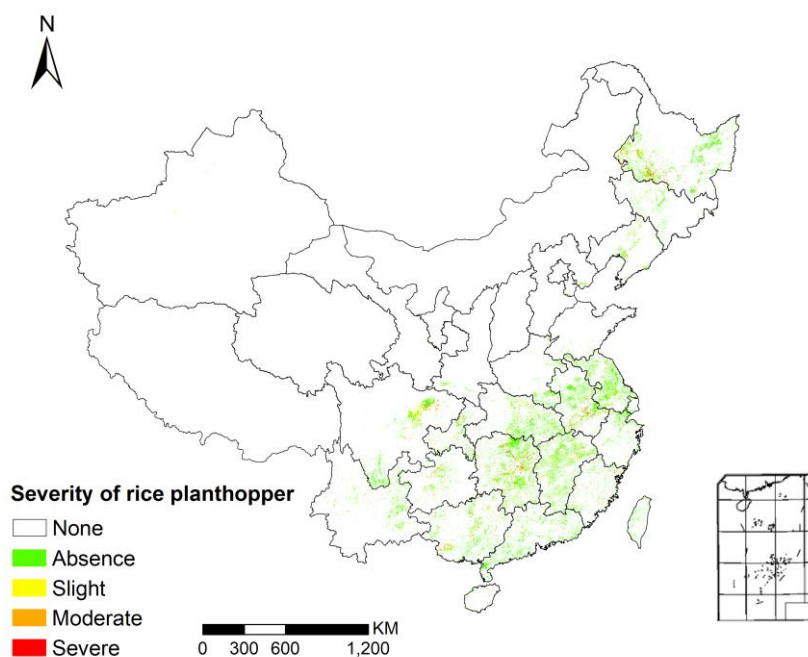 N
Severity of rice planthopper
None
Absence
Slight
Moderate
Severe
KM
0 300 600 1,200